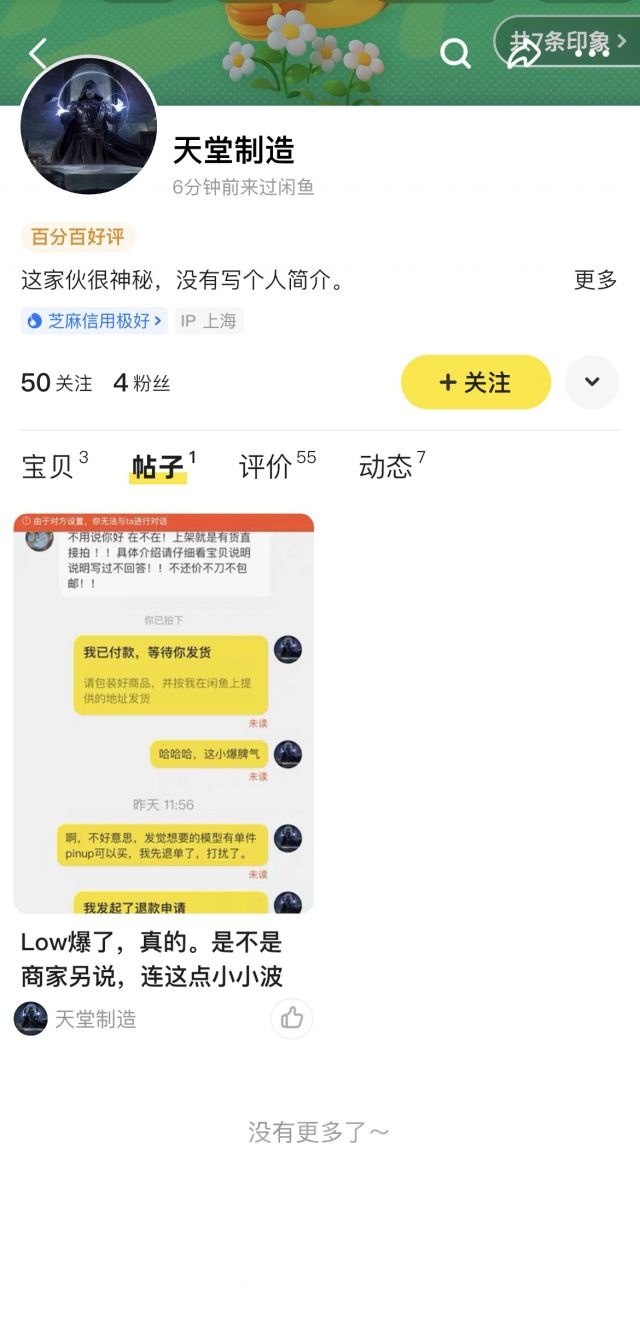 共7条印象
天堂制造
6分钟前来过闲鱼
百分百好评
这家伙很神秘，没有写个人简介。
更多
芝麻信用极好
IP 上海
50 关注 4 粉丝
+ 关注
宝贝 3 帖子 1 评价 55 动态 7
由于对方设置，你无法与ta进行对话
不用说你好 在不在！上架就是有货直
接拍！！具体介绍请仔细看宝贝说明
说明写过不回答！！不还价不刀不包
邮！！
你已拍下
我已付款，等待你发货
请包装好商品，并按我在闲鱼上提
供的地址发货
未读
哈哈哈，这小爆脾气
未读
昨天 11:56
啊，不好意思，发觉想要的模型有单件
pinup可以买，我先退单了，打扰了。
未读
我发起了退款申请
Low爆了，真的。是不是
商家另说，连这点小小波
天堂制造
没有更多了～